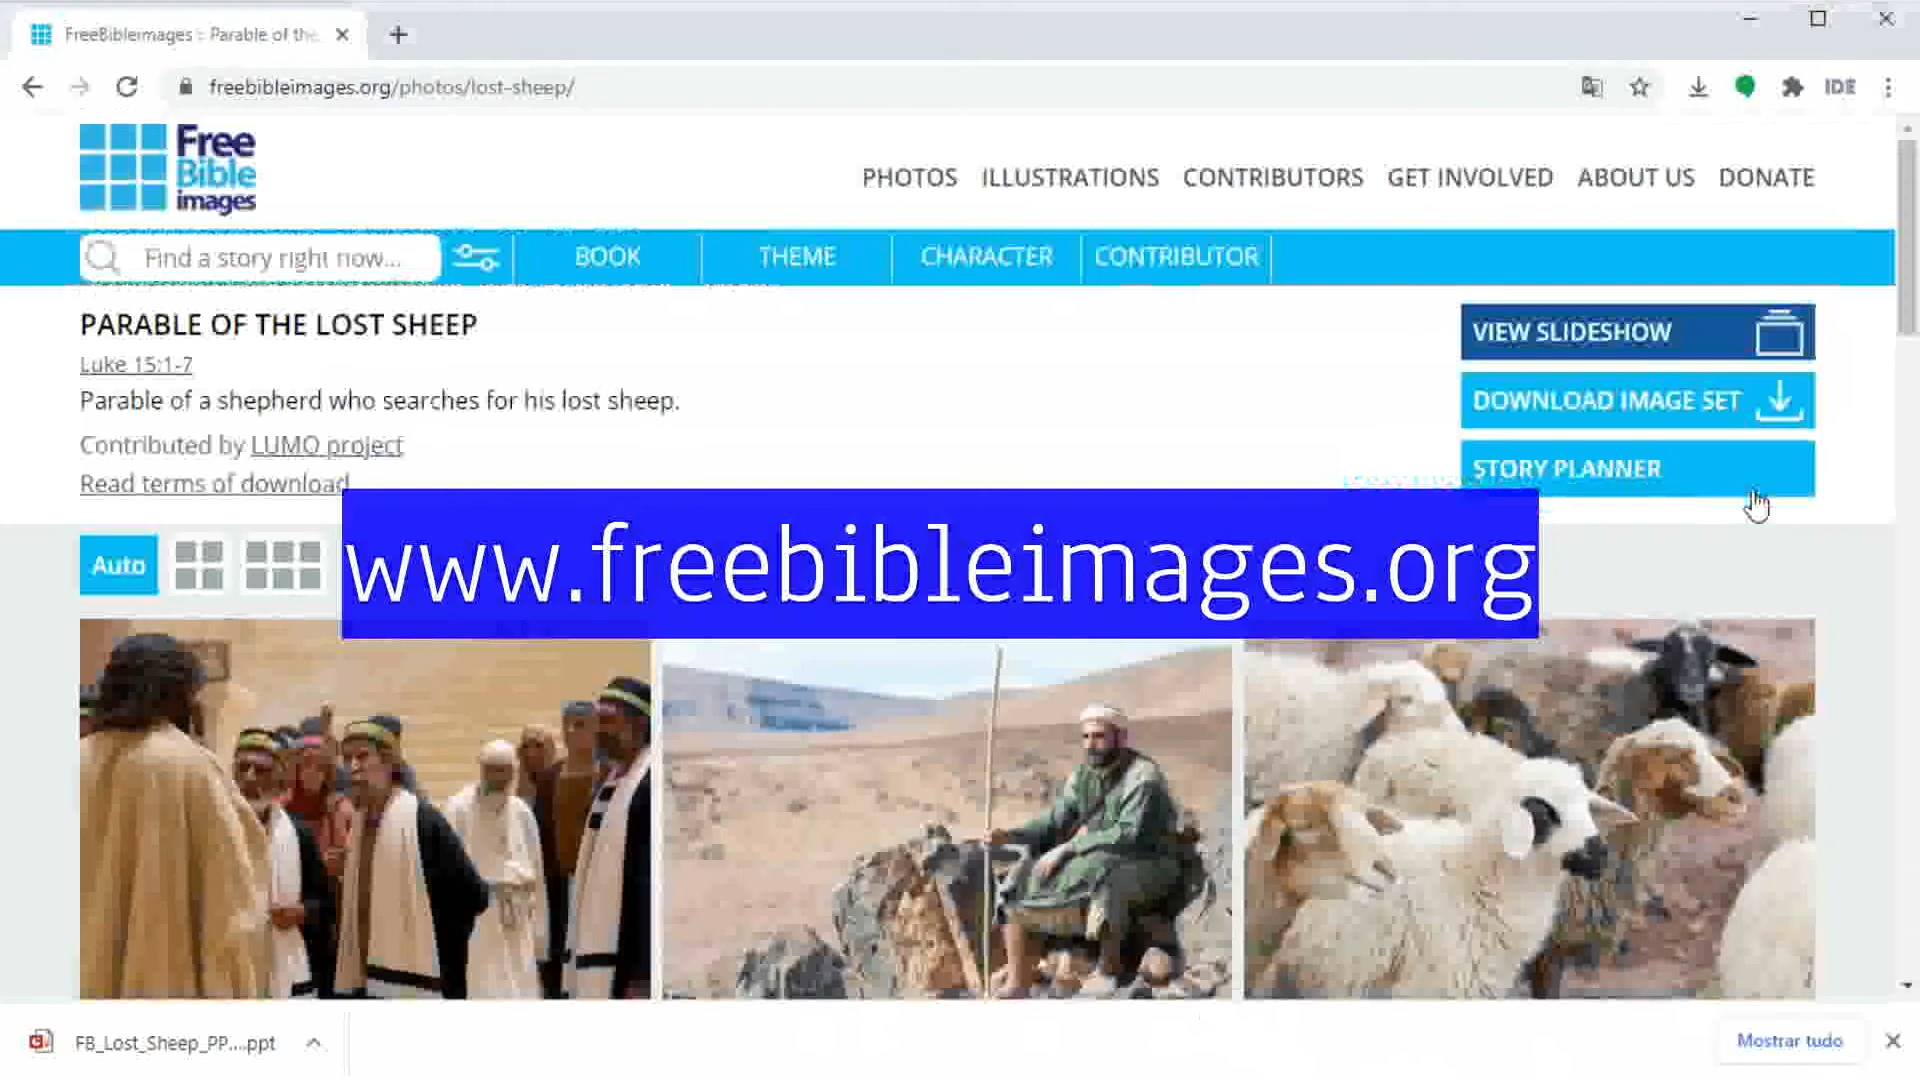 FreeBibleimages :: Parable of the
freebibleimages.org/photos/lost-sheep/
IDE
Free
Bible
images
PHOTOS ILLUSTRATIONS CONTRIBUTORS GET INVOLVED ABOUT US DONATE
Find a story right now...
BOOK THEME CHARACTER CONTRIBUTOR
PARABLE OF THE LOST SHEEP
Luke 15:1-7
Parable of a shepherd who searches for his lost sheep.
Contributed by LUMO project
Read terms of download
VIEW SLIDESHOW
DOWNLOAD IMAGE SET
STORY PLANNER
Auto
www.freebibleimages.org
FB_Lost_Sheep_PP....ppt
Mostrar tudo